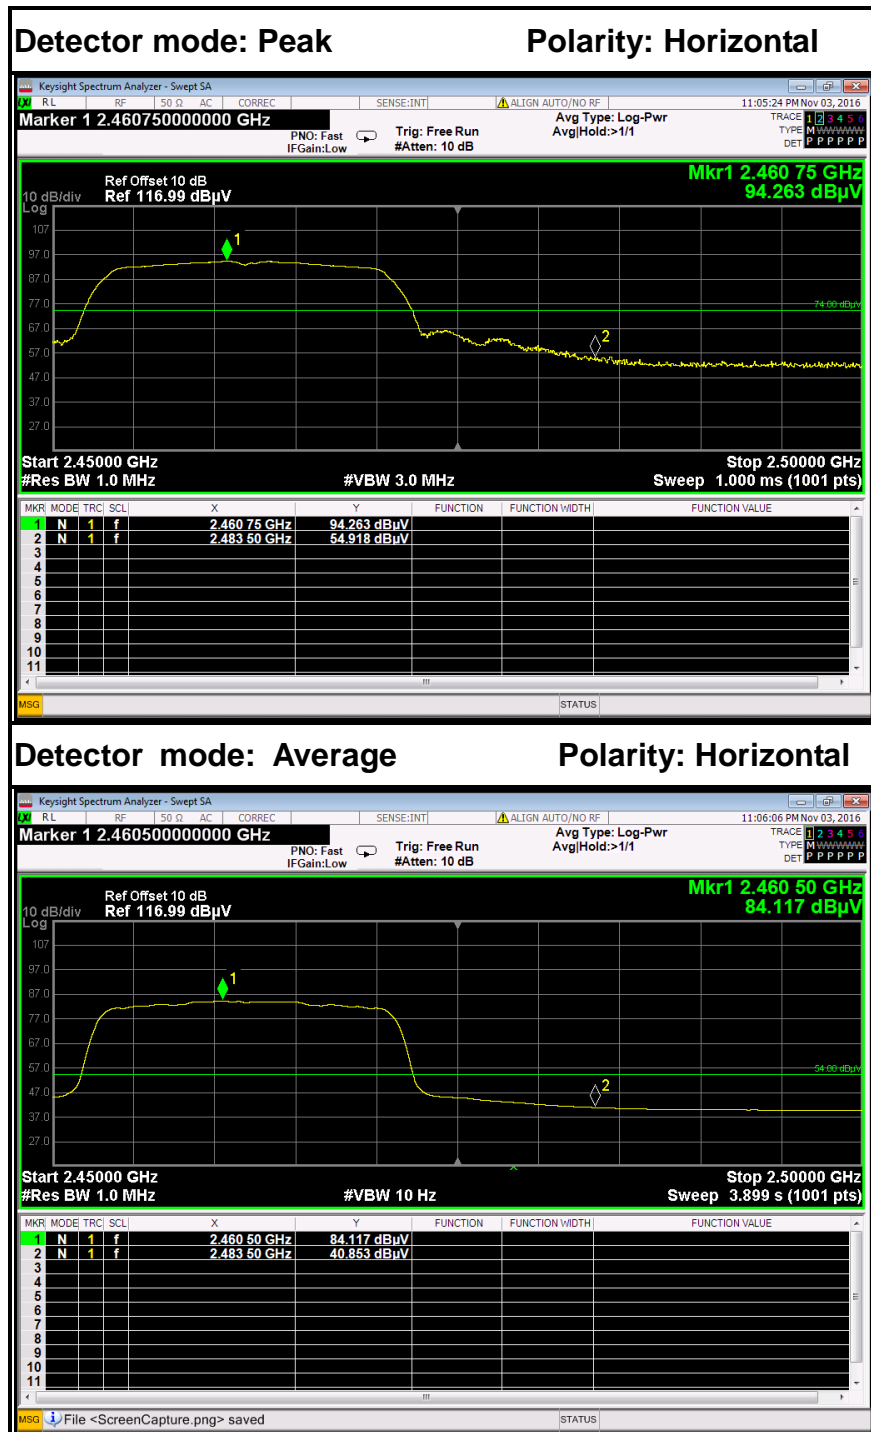 Detector mode: Peak Polarity: Horizontal
Keysight Spectrum Analyzer - Swept SA
LXI RL RF 50 Ω AC CORREC SENSE:INT ALIGN AUTO/NO RF 11:05:24 PM Nov 03, 2016
Marker 1 2.460750000000 GHz Avg Type: Log-Pwr TRACE 1 2 3 4 5 6
PNO: Fast Trig: Free Run Avg|Hold:>1/1 TYPE M WWWWW
IFGain:Low #Atten: 10 dB DET P P P P P P
Mkr1 2.460 75 GHz
94.263 dBµV
Ref Offset 10 dB
10 dB/div Ref 116.99 dBµV
Log
107
1
97.0
87.0
77.0
74.00 dBµV
67.0
2
57.0
47.0
37.0
27.0
Start 2.45000 GHz Stop 2.50000 GHz
#Res BW 1.0 MHz #VBW 3.0 MHz Sweep 1.000 ms (1001 pts)
MKR MODE TRC SCL X Y FUNCTION FUNCTION WIDTH FUNCTION VALUE
1 N 1 f 2.460 75 GHz 94.263 dBµV
2 N 1 f 2.483 50 GHz 54.918 dBµV
3
4
5
6
7
8
9
10
11
MSG STATUS
Detector mode: Average Polarity: Horizontal
Keysight Spectrum Analyzer - Swept SA
LXI RL RF 50 Ω AC CORREC SENSE:INT ALIGN AUTO/NO RF 11:06:06 PM Nov 03, 2016
Marker 1 2.460500000000 GHz Avg Type: Log-Pwr TRACE 1 2 3 4 5 6
PNO: Fast Trig: Free Run Avg|Hold:>1/1 TYPE M WWWWW
IFGain:Low #Atten: 10 dB DET P P P P P P
Mkr1 2.460 50 GHz
84.117 dBµV
Ref Offset 10 dB
10 dB/div Ref 116.99 dBµV
Log
107
97.0
1
87.0
77.0
67.0
57.0
54.00 dBµV
47.0
2
37.0
27.0
Start 2.45000 GHz Stop 2.50000 GHz
#Res BW 1.0 MHz #VBW 10 Hz Sweep 3.899 s (1001 pts)
MKR MODE TRC SCL X Y FUNCTION FUNCTION WIDTH FUNCTION VALUE
1 N 1 f 2.460 50 GHz 84.117 dBµV
2 N 1 f 2.483 50 GHz 40.853 dBµV
3
4
5
6
7
8
9
10
11
MSG File <ScreenCapture.png> saved STATUS